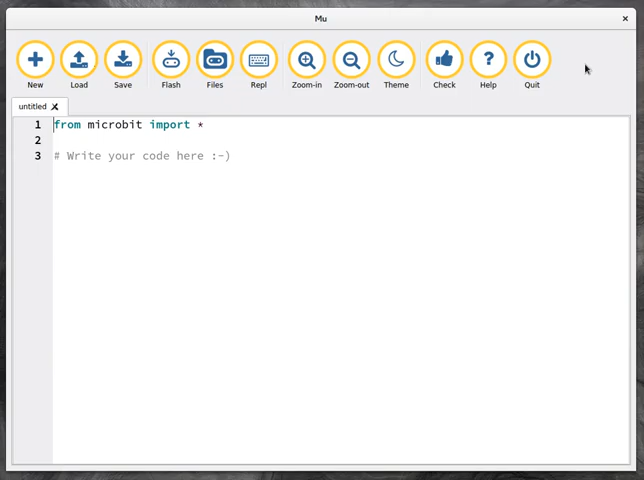 Mu
New Load Save Flash Files Repl Zoom-in Zoom-out Theme Check Help Quit
untitled
1 from microbit import *
2
3 # Write your code here :-)